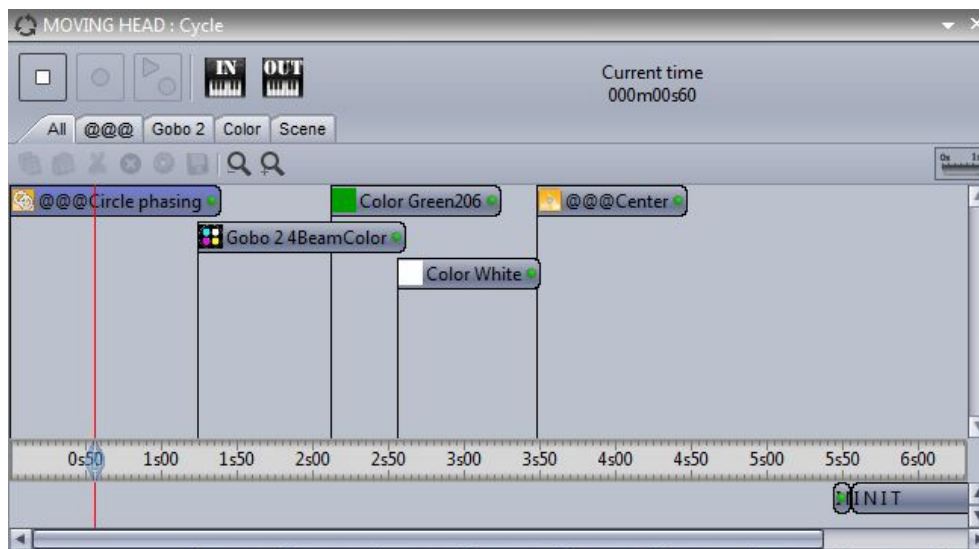 MOVING HEAD : Cycle
IN OUT
Current time
000m00s60
All @@@ Gobo 2 Color Scene
0s
@@@Circle phasing Color Green206 @@@Center
Gobo 2 4BeamColor
Color White
0s50 1s00 1s50 2s00 2s50 3s00 3s50 4s00 4s50 5s00 5s50 6s00
INIT